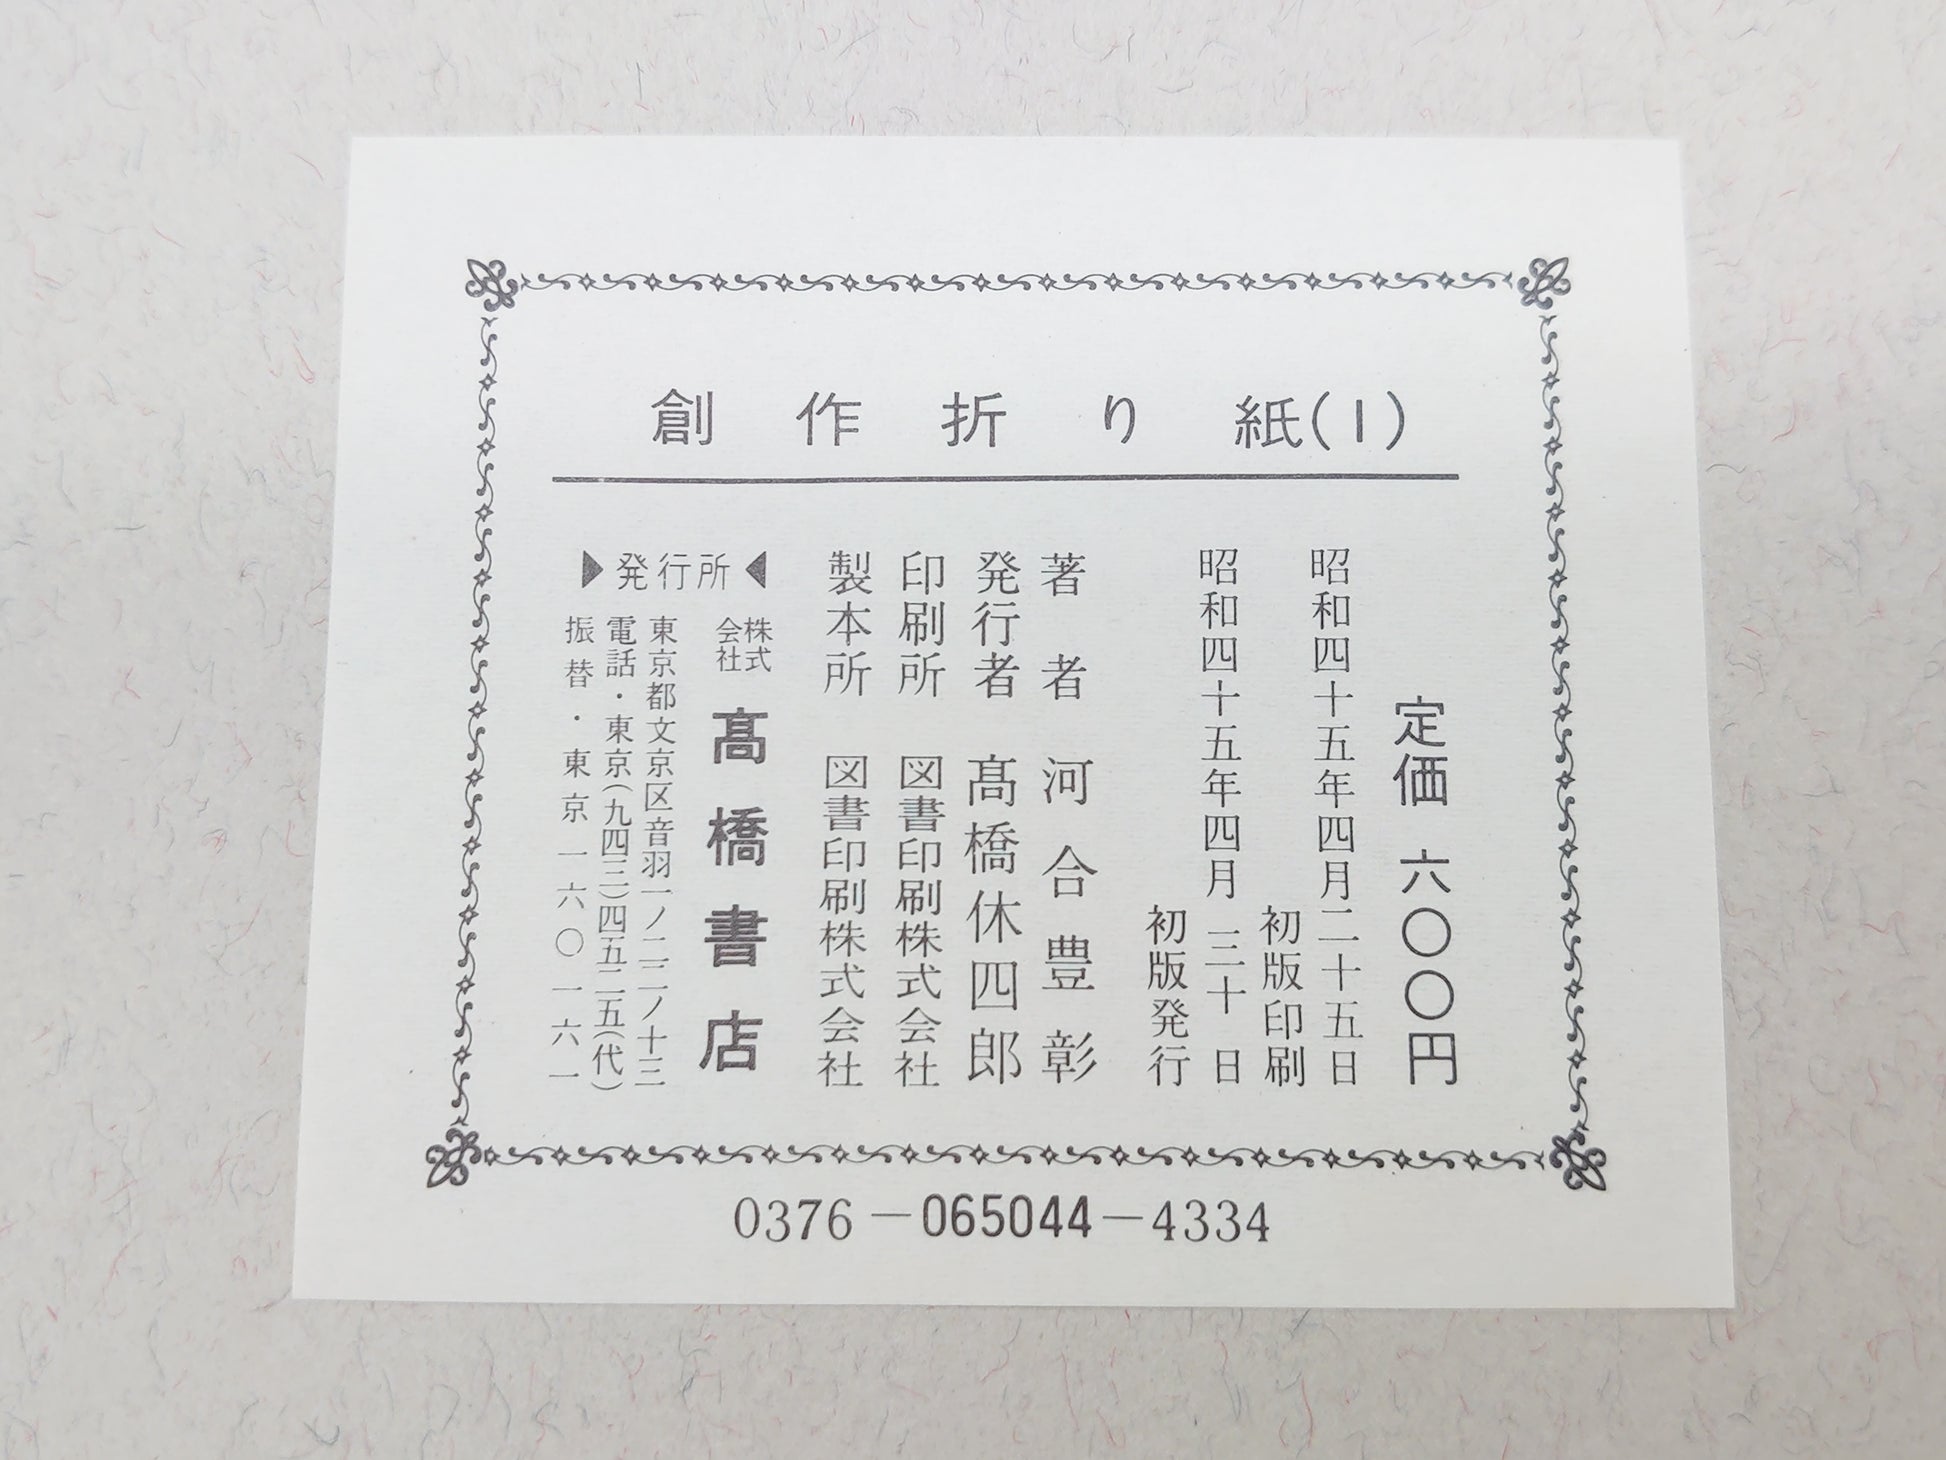 創作折り紙(1)
定価 六〇〇円
昭和四十五年四月二十五日
初版印刷
昭和四十五年四月三十日
初版発行
著者 河合豊彰
発行者 髙橋休四郎
印刷所 図書印刷株式会社
製本所 図書印刷株式会社
▶発行所◀
株式会社 髙橋書店
東京都文京区音羽一ノ二二ノ十三
電話・東京(九四三)四五二五(代)
振替・東京一六〇一六一
0376-065044-4334